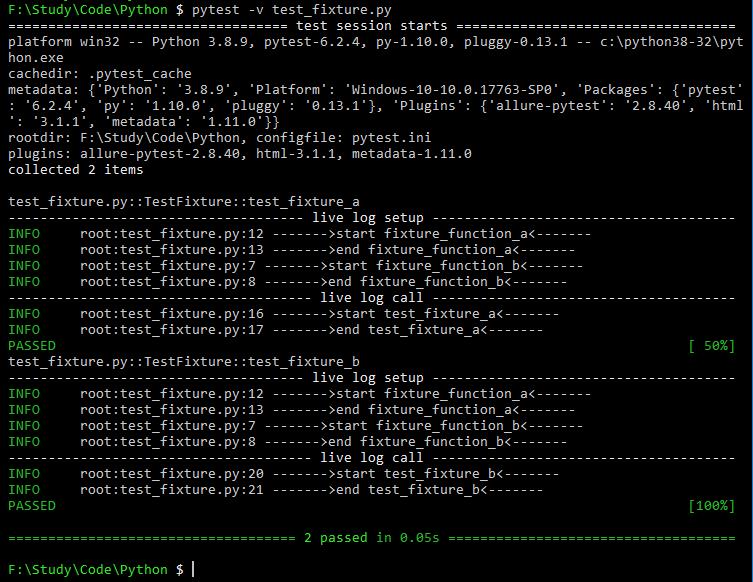 F:\Study\Code\Python $ pytest -v test_fixture.py
=================================== test session starts ===================================
platform win32 -- Python 3.8.9, pytest-6.2.4, py-1.10.0, pluggy-0.13.1 -- c:\python38-32\pyt
hon.exe
cachedir: .pytest_cache
metadata: {'Python': '3.8.9', 'Platform': 'Windows-10-10.0.17763-SP0', 'Packages': {'pytest'
: '6.2.4', 'py': '1.10.0', 'pluggy': '0.13.1'}, 'Plugins': {'allure-pytest': '2.8.40', 'html
': '3.1.1', 'metadata': '1.11.0'}}
rootdir: F:\Study\Code\Python, configfile: pytest.ini
plugins: allure-pytest-2.8.40, html-3.1.1, metadata-1.11.0
collected 2 items
test_fixture.py::TestFixture::test_fixture_a
------------------------------------- live log setup --------------------------------------
INFO     root:test_fixture.py:12 ------->start fixture_function_a<-------
INFO     root:test_fixture.py:13 ------->end fixture_function_a<-------
INFO     root:test_fixture.py:7 ------->start fixture_function_b<-------
INFO     root:test_fixture.py:8 ------->end fixture_function_b<-------
-------------------------------------- live log call --------------------------------------
INFO     root:test_fixture.py:16 ------->start test_fixture_a<-------
INFO     root:test_fixture.py:17 ------->end test_fixture_a<-------
PASSED                                                                               [ 50%]
test_fixture.py::TestFixture::test_fixture_b
------------------------------------- live log setup --------------------------------------
INFO     root:test_fixture.py:12 ------->start fixture_function_a<-------
INFO     root:test_fixture.py:13 ------->end fixture_function_a<-------
INFO     root:test_fixture.py:7 ------->start fixture_function_b<-------
INFO     root:test_fixture.py:8 ------->end fixture_function_b<-------
-------------------------------------- live log call --------------------------------------
INFO     root:test_fixture.py:20 ------->start test_fixture_b<-------
INFO     root:test_fixture.py:21 ------->end test_fixture_b<-------
PASSED                                                                               [100%]
==================================== 2 passed in 0.05s ====================================
F:\Study\Code\Python $